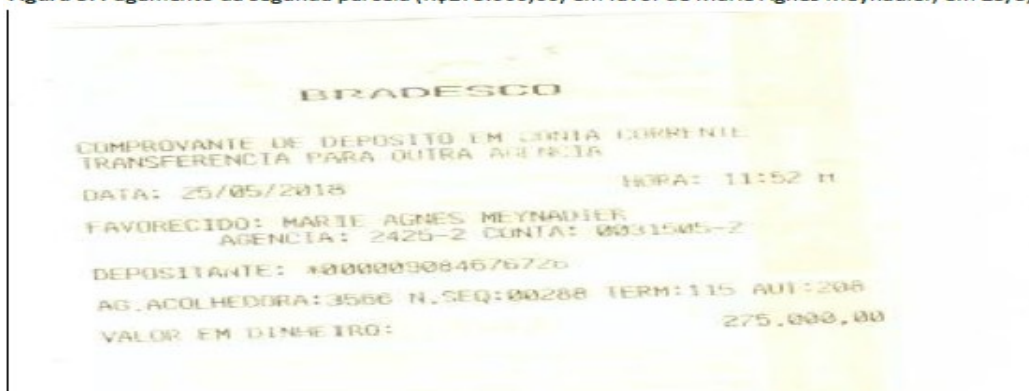 BRADESCO
COMPROVANTE DE DEPOSITO EM CONTA CORRENTE
TRANSFERENCIA PARA OUTRA AGENCIA
DATA: 25/05/2018 HORA: 11:52
FAVORECIDO: MARIE AGNES MEYNADIER
AGENCIA: 2425-2 CONTA: 0031505-2
DEPOSITANTE:
AG.ACOLHEDORA:3566 N.SEQ:00288 TERM:115 AUT:208
VALOR EM DINHEIRO: 275.000,00